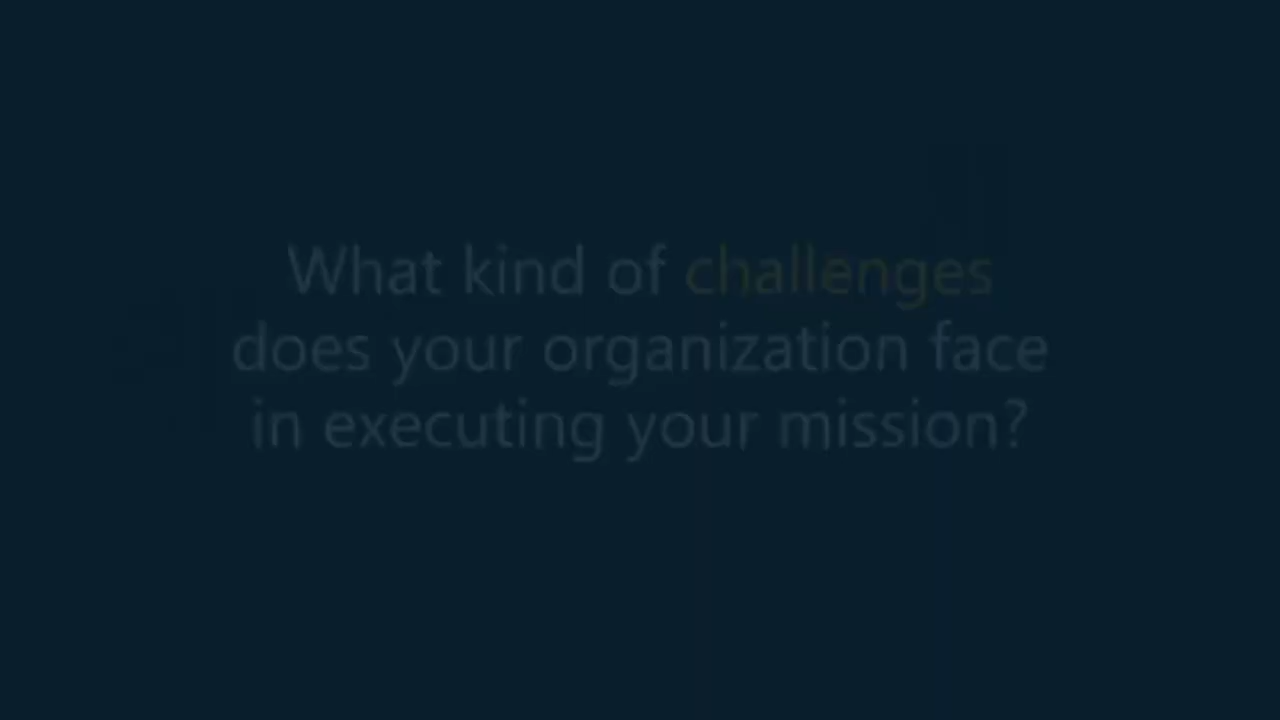 What kind of challenges
does your organization face
in executing your mission?